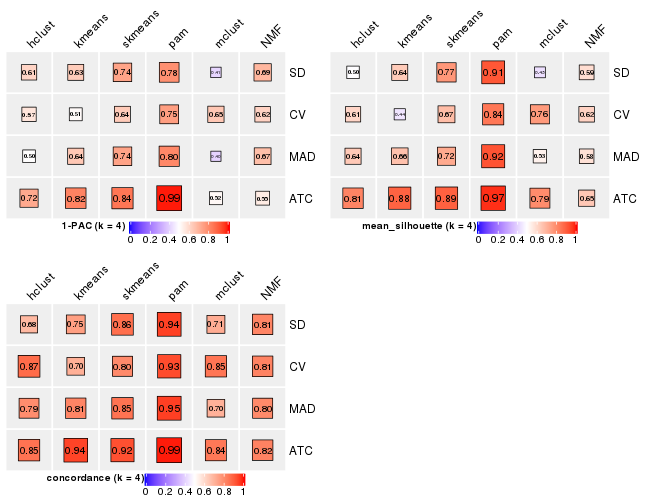 hclust kmeans skmeans pam mclust NMF
0.61 0.63 0.74 0.78 0.41 0.69 SD
0.57 0.51 0.64 0.75 0.65 0.62 CV
0.50 0.64 0.74 0.80 0.67 MAD
0.72 0.82 0.84 0.99 0.52 0.55 ATC
1-PAC (k = 4)
0 0.2 0.4 0.6 0.8 1
hclust kmeans skmeans pam mclust NMF
0.50 0.64 0.77 0.91 0.59 SD
0.61 0.44 0.67 0.84 0.76 0.62 CV
0.64 0.66 0.72 0.92 0.53 0.58 MAD
0.81 0.88 0.89 0.97 0.79 0.65 ATC
mean_silhouette (k = 4)
0 0.2 0.4 0.6 0.8 1
hclust kmeans skmeans pam mclust NMF
0.68 0.75 0.86 0.94 0.71 0.81 SD
0.87 0.70 0.80 0.93 0.85 0.81 CV
0.79 0.81 0.85 0.95 0.70 0.80 MAD
0.85 0.94 0.92 0.99 0.84 0.82 ATC
concordance (k = 4)
0 0.2 0.4 0.6 0.8 1